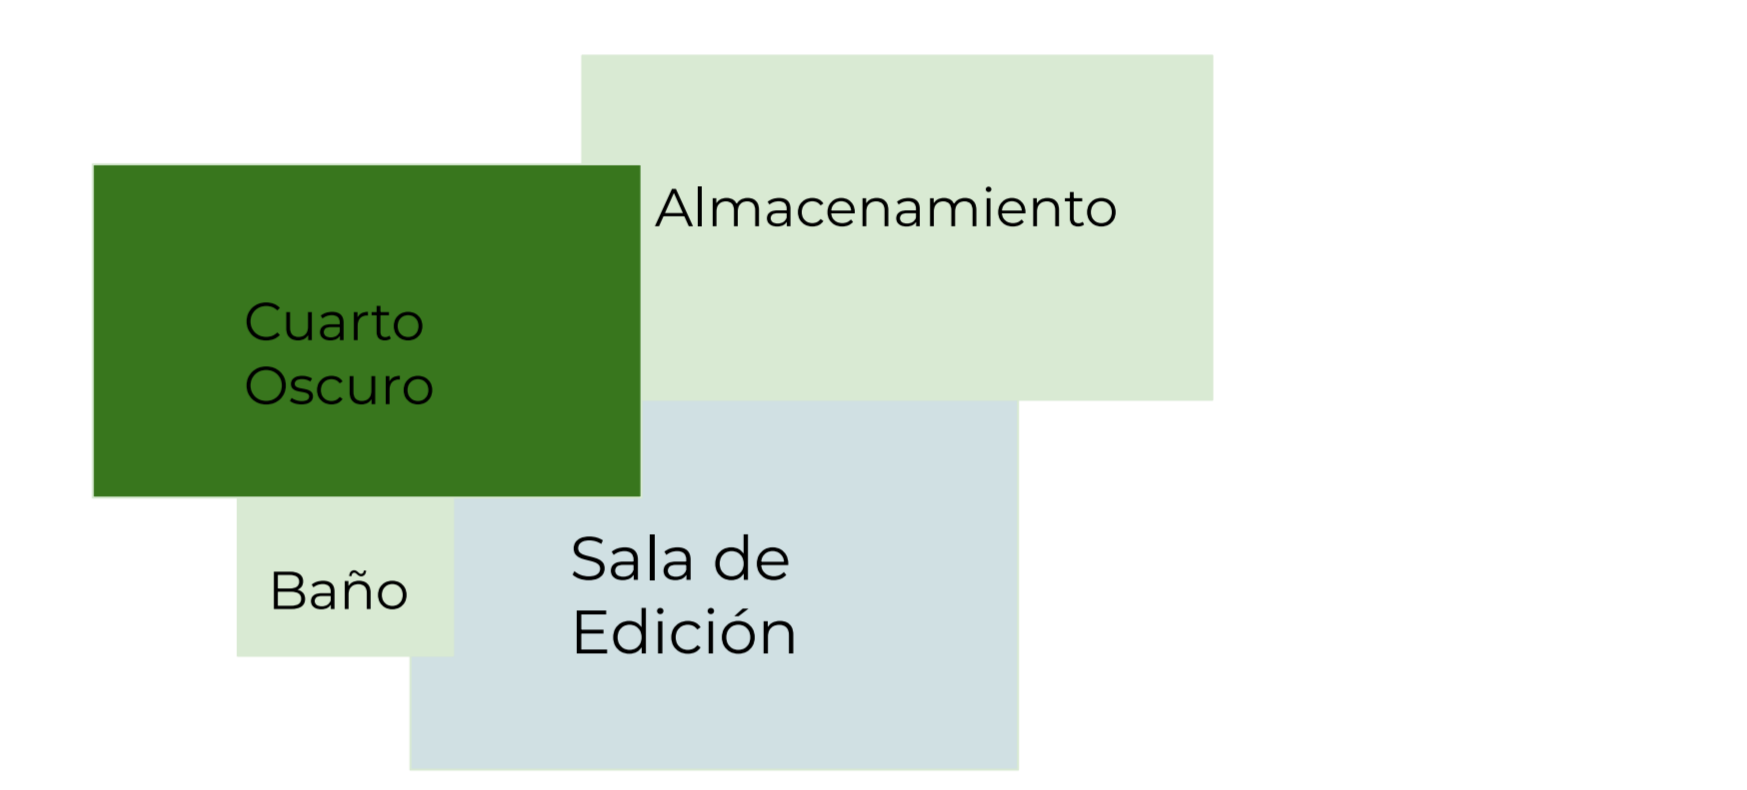 Almacenamiento
Cuarto
Oscuro
Sala de
Edición
Baño